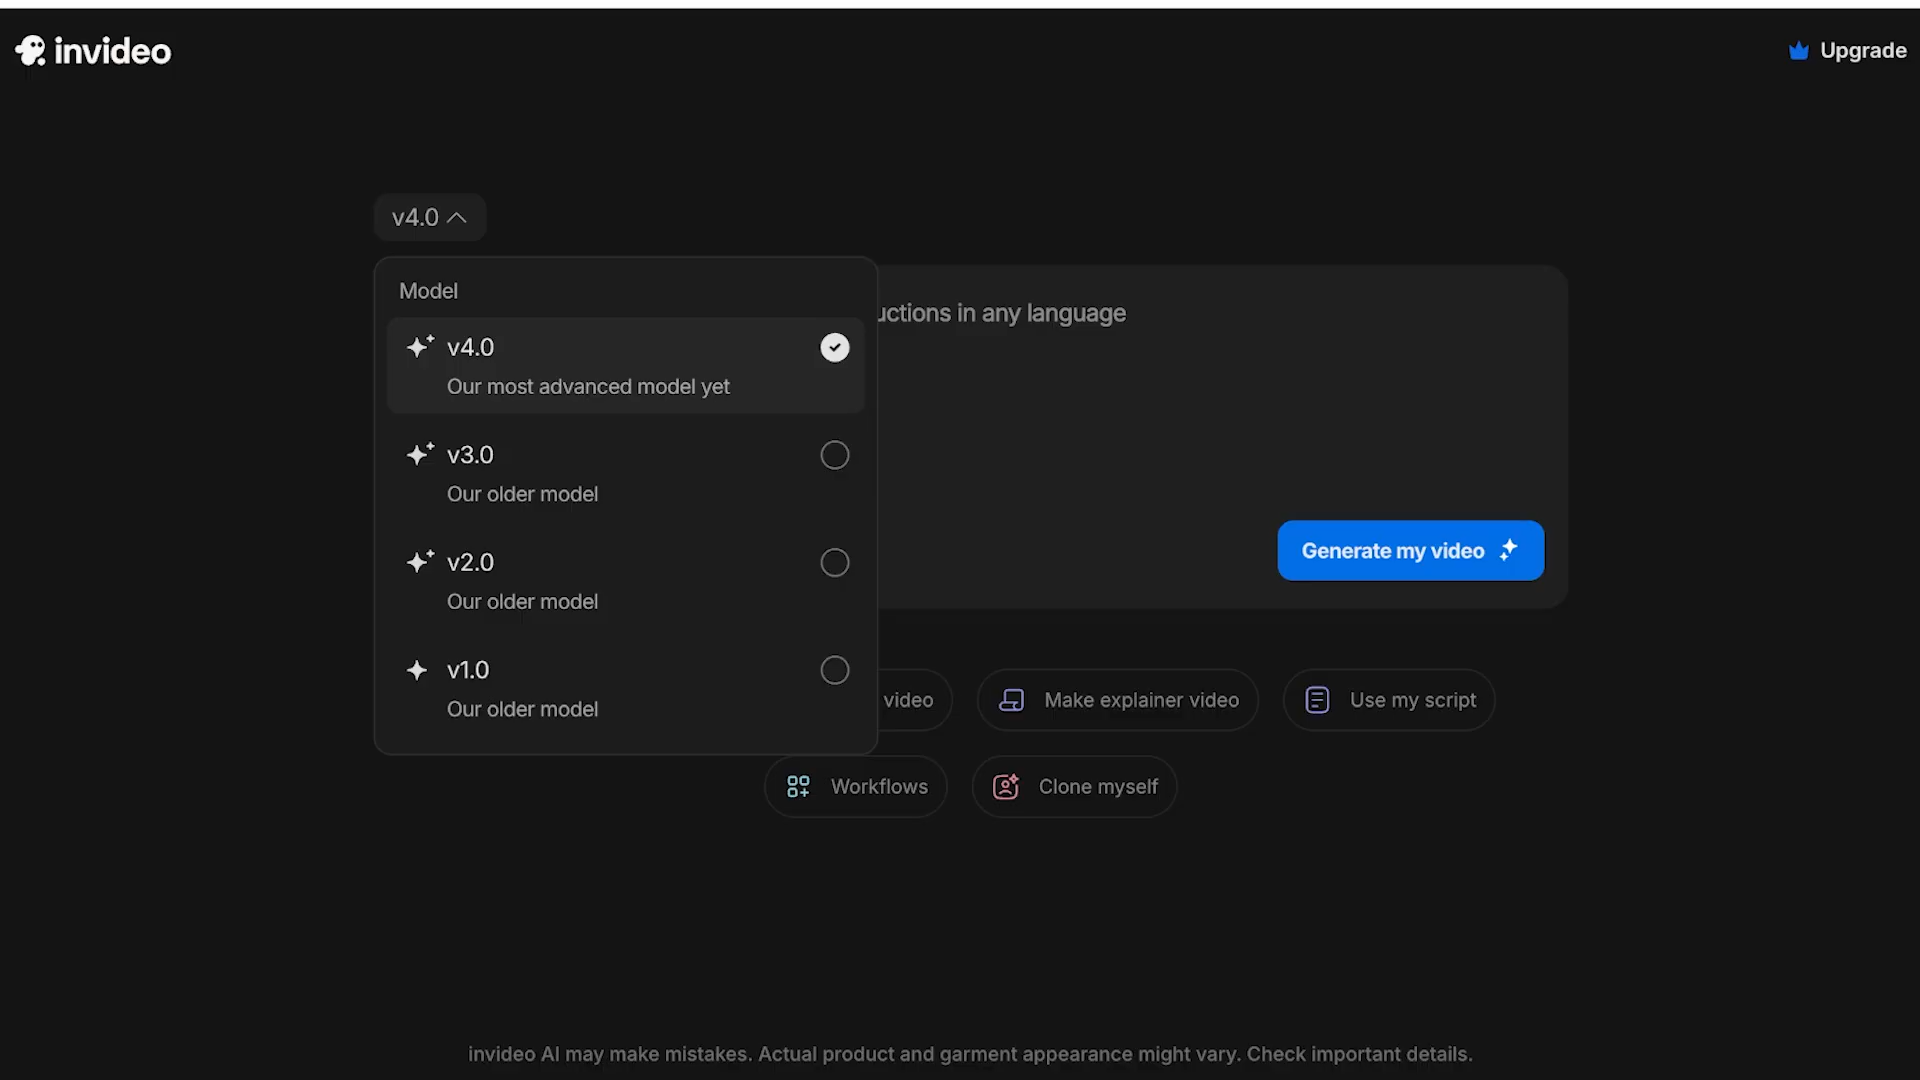 invideo
Upgrade
v4.0
Model
v4.0
Our most advanced model yet
v3.0
Our older model
v2.0
Our older model
v1.0
Our older model
in any language
Generate my video
video
Make explainer video
Use my script
Workflows
Clone myself
invideo AI may make mistakes. Actual product and garment appearance might vary. Check important details.